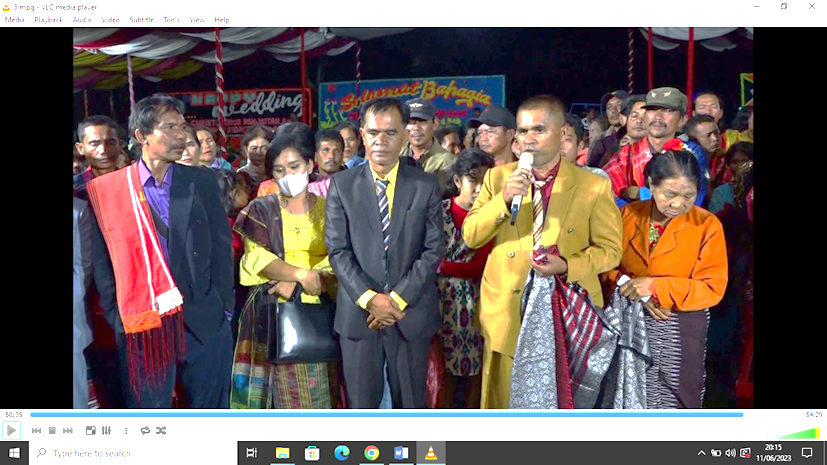 5.mpg - VLC media player
Media Playback Audio Video Subtitle Tools View Help
Wedding
Selamat Bahagia
50:35
54:29
Type here to search
20:15
11/06/2023